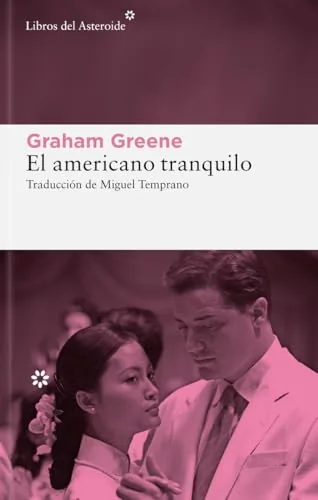 Libros del Asteroide
Graham Greene
El americano tranquilo
Traducción de Miguel Temprano